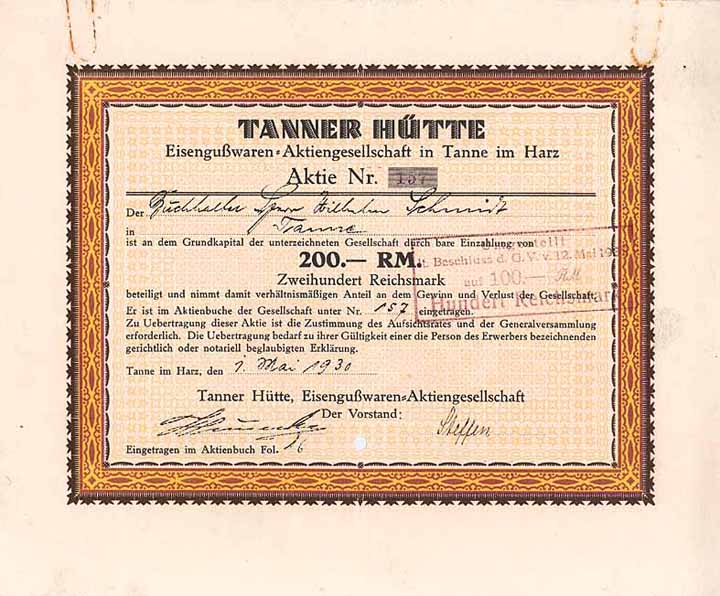 TANNER HÜTTE
Eisengußwaren=Aktiengesellschaft in Tanne im Harz
Aktie Nr. 157
Der Buchhalter Herr Wilhelm Schmidt
in Tanne
ist an dem Grundkapital der unterzeichneten Gesellschaft durch bare Einzahlung von
200.— RM.
Zweihundert Reichsmark
beteiligt und nimmt damit verhältnismäßigen Anteil an dem Gewinn und Verlust der Gesellschaft.
Er ist im Aktienbuche der Gesellschaft unter Nr. 157 eingetragen.
Zu Uebertragung dieser Aktie ist die Zustimmung des Aufsichtsrates und der Generalversammlung
erforderlich. Die Uebertragung bedarf zu ihrer Gültigkeit einer die Person des Erwerbers bezeichnenden
gerichtlich oder notariell beglaubigten Erklärung.
Tanne im Harz, den 1. Mai 1930
Tanner Hütte, Eisengußwaren=Aktiengesellschaft
Der Vorstand:
Steffen
Eingetragen im Aktienbuch Fol. 26
lt. Beschluss d. G. V. v. 12. Mai
auf 100.— RM
Hundert Reichsmark